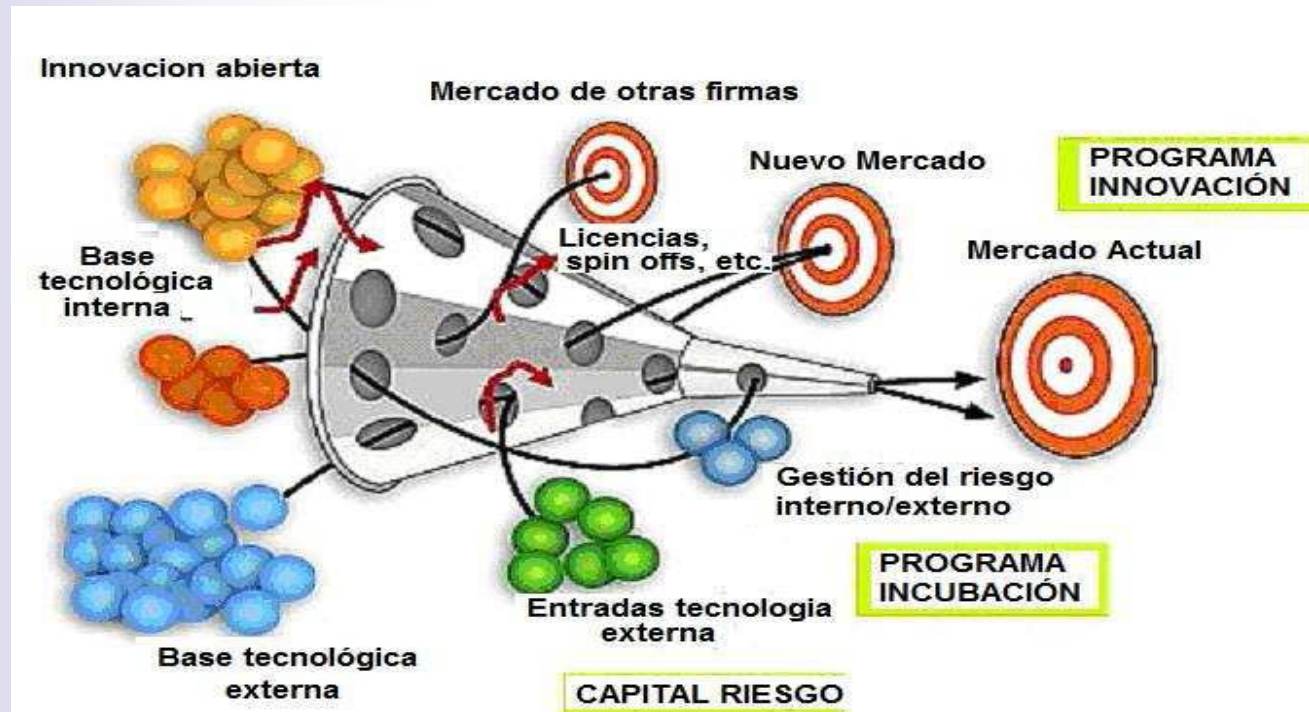 Innovacion abierta
Mercado de otras firmas
Nuevo Mercado
PROGRAMA
INNOVACIÓN
Mercado Actual
Licencias,
spin offs, etc.
Base
tecnológica
interna
Gestión del riesgo
interno/externo
PROGRAMA
INCUBACIÓN
Entradas tecnologia
externa
Base tecnológica
externa
CAPITAL RIESGO